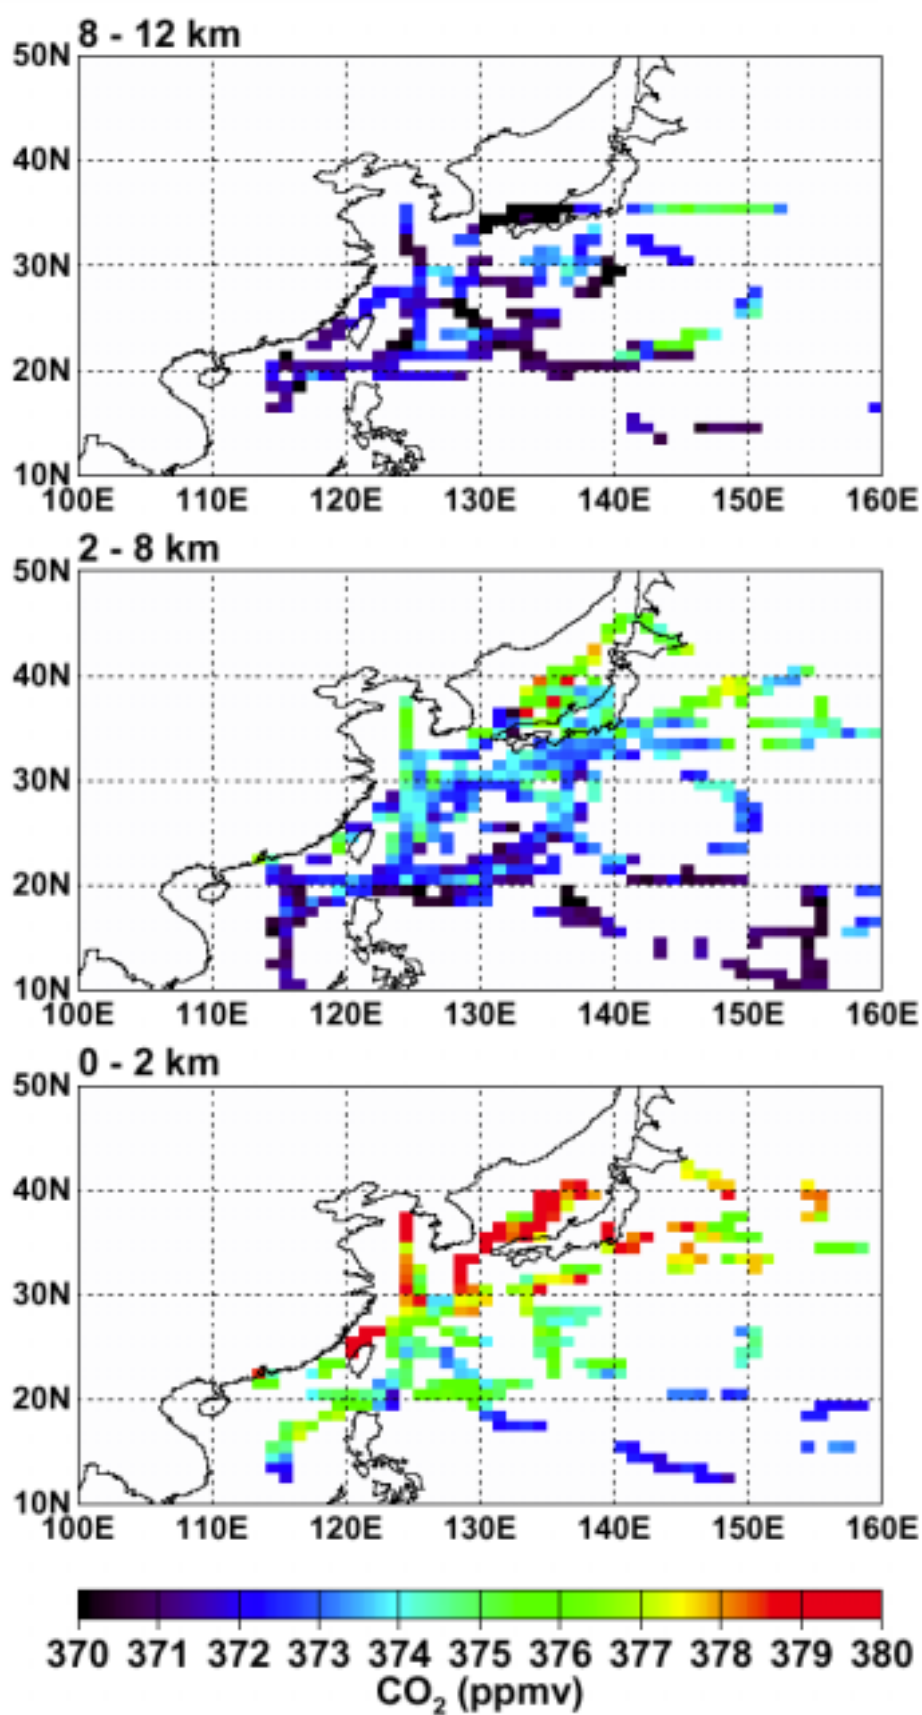 8 - 12 km
50N
40N
30N
20N
10N
100E 110E 120E 130E 140E 150E 160E
2 - 8 km
50N
40N
30N
20N
10N
100E 110E 120E 130E 140E 150E 160E
0 - 2 km
50N
40N
30N
20N
10N
100E 110E 120E 130E 140E 150E 160E
370 371 372 373 374 375 376 377 378 379 380
CO₂ (ppmv)